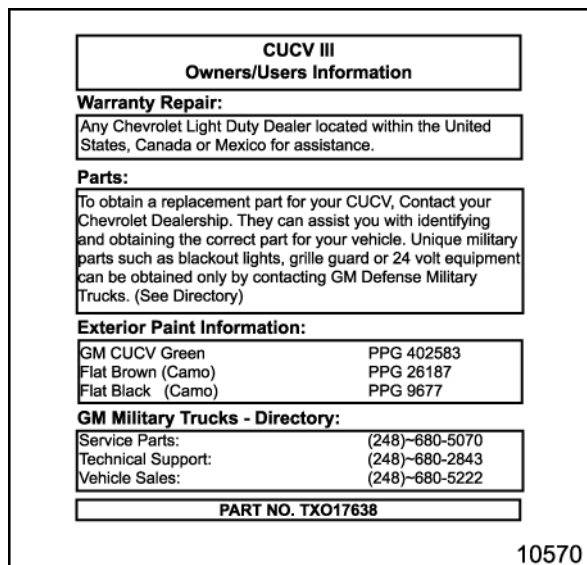 CUCV III
Owners/Users Information
Warranty Repair:
Any Chevrolet Light Duty Dealer located within the United
States, Canada or Mexico for assistance.
Parts:
To obtain a replacement part for your CUCV, Contact your
Chevrolet Dealership. They can assist you with identifying
and obtaining the correct part for your vehicle. Unique military
parts such as blackout lights, grille guard or 24 volt equipment
can be obtained only by contacting GM Defense Military
Trucks. (See Directory)
Exterior Paint Information:
GM CUCV Green PPG 402583
Flat Brown (Camo) PPG 26187
Flat Black (Camo) PPG 9677
GM Military Trucks - Directory:
Service Parts: (248)~680-5070
Technical Support: (248)~680-2843
Vehicle Sales: (248)~680-5222
PART NO. TXO17638
10570